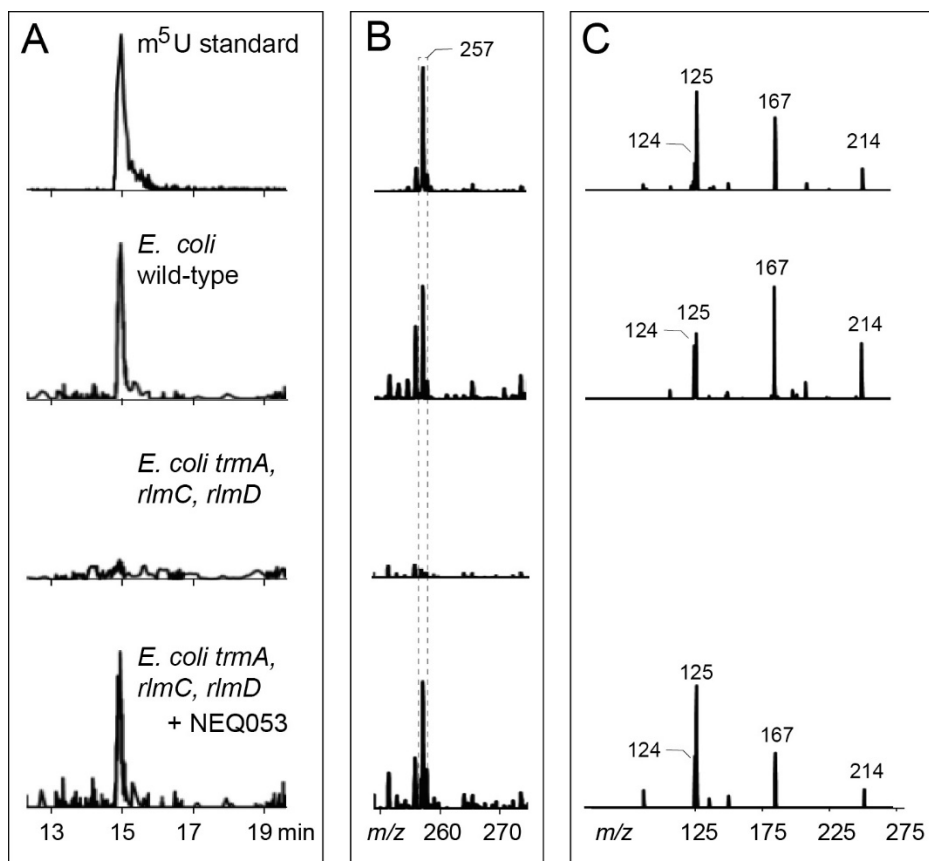 A
m⁵U standard
E. coli
wild-type
E. coli trmA,
rlmC, rlmD
E. coli trmA,
rlmC, rlmD
+ NEQ053
13 15 17 19 min
B
257
m/z 260 270
C
125
124 167 214
167
124 125 214
125
124 167 214
m/z 125 175 225 275